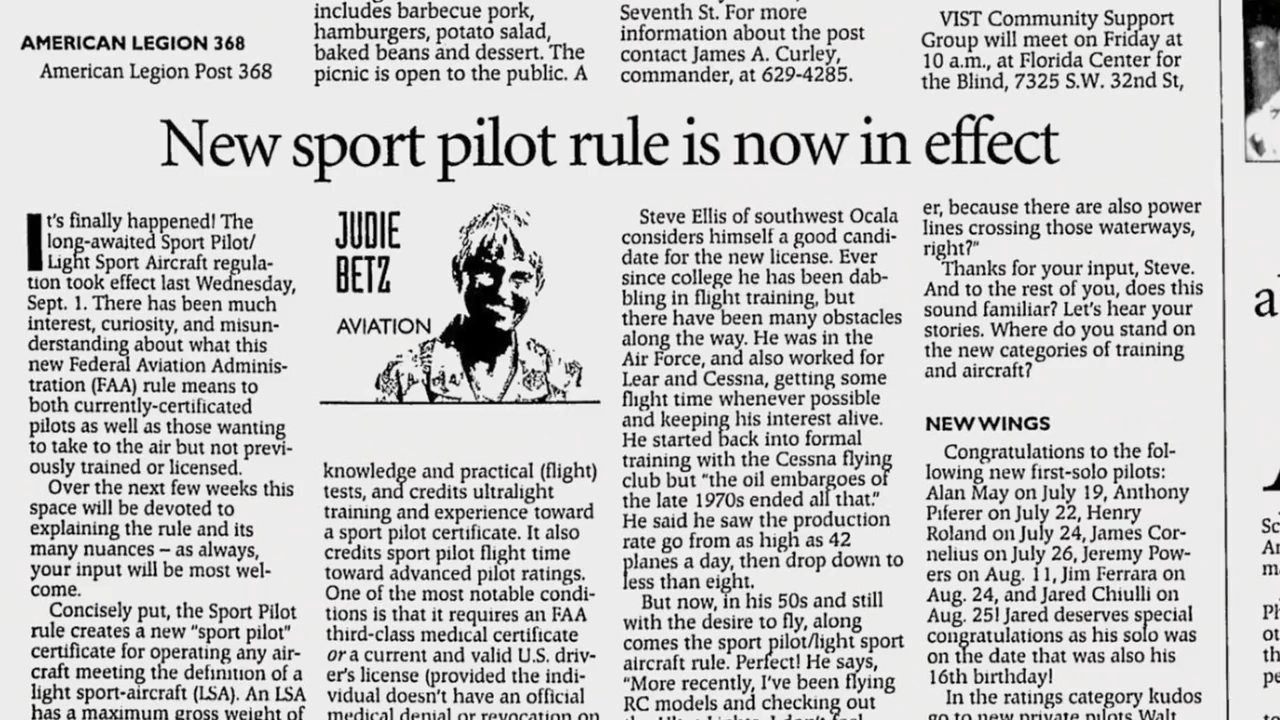 AMERICAN LEGION 368
American Legion Post 368
includes barbecue pork,
hamburgers, potato salad,
baked beans and dessert. The
picnic is open to the public. A
Seventh St. For more
information about the post
contact James A. Curley,
commander, at 629-4285.
VIST Community Support
Group will meet on Friday at
10 a.m., at Florida Center for
the Blind, 7325 S.W. 32nd St,
New sport pilot rule is now in effect
It's finally happened! The
long-awaited Sport Pilot/
Light Sport Aircraft regula-
tion took effect last Wednesday,
Sept. 1. There has been much
interest, curiosity, and misun-
derstanding about what this
new Federal Aviation Adminis-
tration (FAA) rule means to
both currently-certificated
pilots as well as those wanting
to take to the air but not previ-
ously trained or licensed.
Over the next few weeks this
space will be devoted to
explaining the rule and its
many nuances – as always,
your input will be most wel-
come.
Concisely put, the Sport Pilot
rule creates a new "sport pilot"
certificate for operating any air-
craft meeting the definition of a
light sport-aircraft (LSA). An LSA
has a maximum gross weight of
JUDIE
BETZ
AVIATION
knowledge and practical (flight)
tests, and credits ultralight
training and experience toward
a sport pilot certificate. It also
credits sport pilot flight time
toward advanced pilot ratings.
One of the most notable condi-
tions is that it requires an FAA
third-class medical certificate
or a current and valid U.S. driv-
er's license (provided the indi-
vidual doesn't have an official
medical denial or revocation on
Steve Ellis of southwest Ocala
considers himself a good candi-
date for the new license. Ever
since college he has been dab-
bling in flight training, but
there have been many obstacles
along the way. He was in the
Air Force, and also worked for
Lear and Cessna, getting some
flight time whenever possible
and keeping his interest alive.
He started back into formal
training with the Cessna flying
club but "the oil embargoes of
the late 1970s ended all that."
He said he saw the production
rate go from as high as 42
planes a day, then drop down to
less than eight.
But now, in his 50s and still
with the desire to fly, along
comes the sport pilot/light sport
aircraft rule. Perfect! He says,
"More recently, I've been flying
RC models and checking out
er, because there are also power
lines crossing those waterways,
right?"
Thanks for your input, Steve.
And to the rest of you, does this
sound familiar? Let's hear your
stories. Where do you stand on
the new categories of training
and aircraft?
NEW WINGS
Congratulations to the fol-
lowing new first-solo pilots:
Alan May on July 19, Anthony
Piferer on July 22, Henry
Roland on July 24, James Cor-
nelius on July 26, Jeremy Pow-
ers on Aug. 11, Jim Ferrara on
Aug. 24, and Jared Chiulli on
Aug. 25! Jared deserves special
congratulations as his solo was
on the date that was also his
16th birthday!
In the ratings category kudos
go to new private pilots Walt